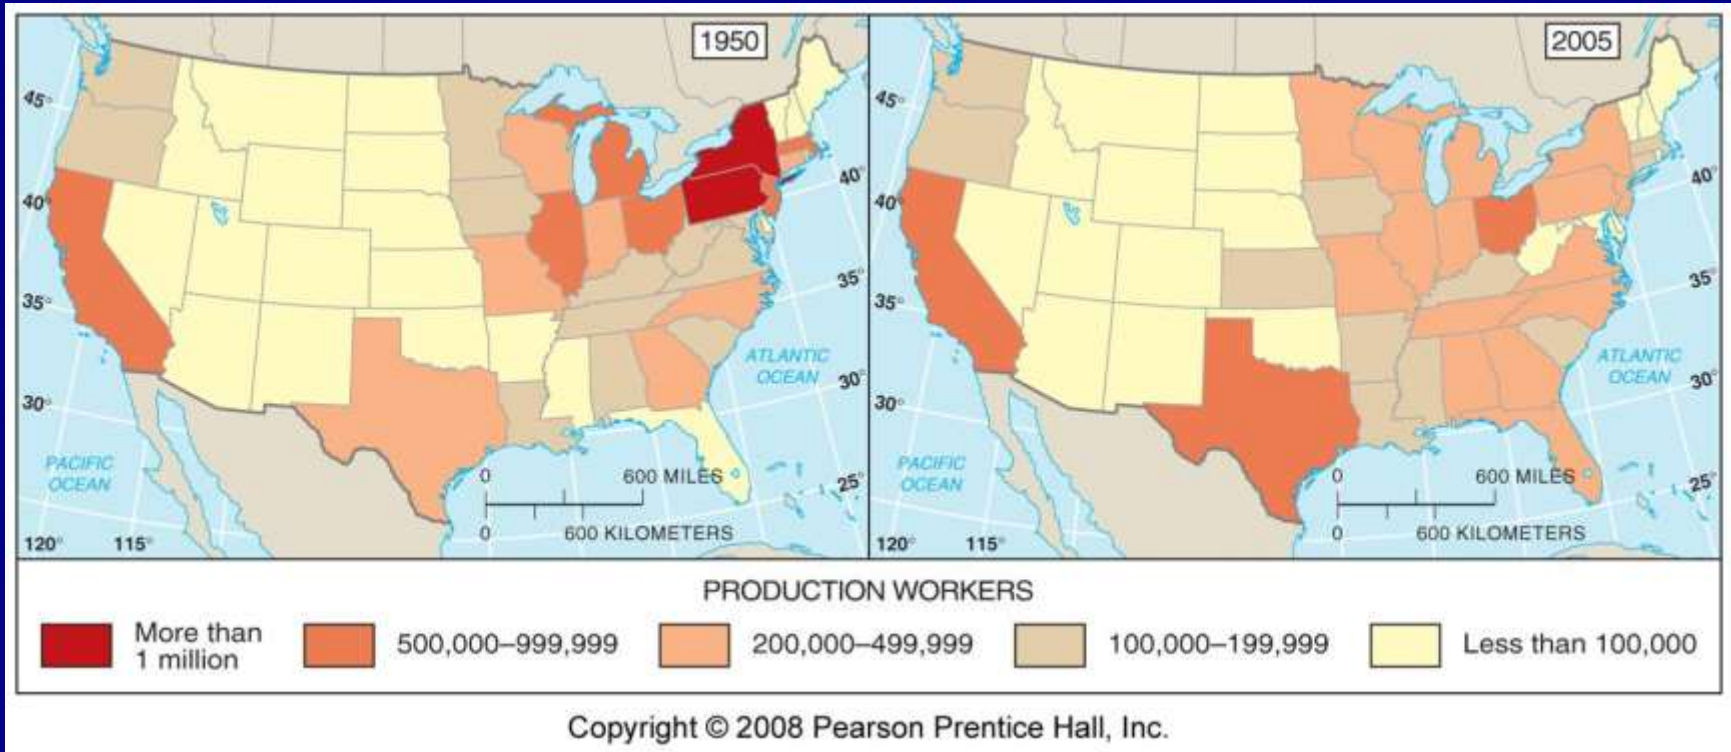 1950
45°
40°
35°
30°
120°
115°
40°
35°
30°
25°
PACIFIC
OCEAN
ATLANTIC
OCEAN
0
600 MILES
0
600 KILOMETERS
2005
45°
40°
35°
30°
120°
115°
40°
35°
30°
25°
PACIFIC
OCEAN
ATLANTIC
OCEAN
0
600 MILES
0
600 KILOMETERS
PRODUCTION WORKERS
More than
1 million
500,000–999,999
200,000–499,999
100,000–199,999
Less than 100,000
Copyright © 2008 Pearson Prentice Hall, Inc.